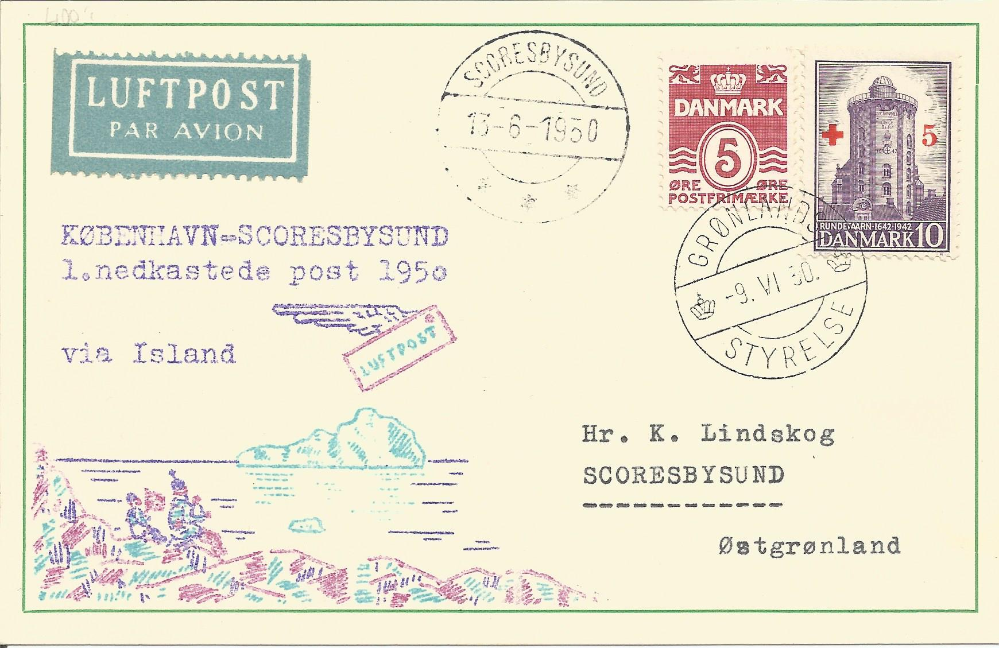 400
LUFTPOST
PAR AVION
SCORESBYSUND
13-6-1950
DANMARK
5
ØRE ØRE
POSTFRIMÆRKE
5
RUNDETAARN·1642·1942
DANMARK 10
GRØNLANDS
-9. VI 50.
STYRELSE
KØBENHAVN=SCORESBYSUND
1.nedkastede post 1950
via Island
LUFTPOST
Hr. K. Lindskog
SCORESBYSUND
Østgrønland